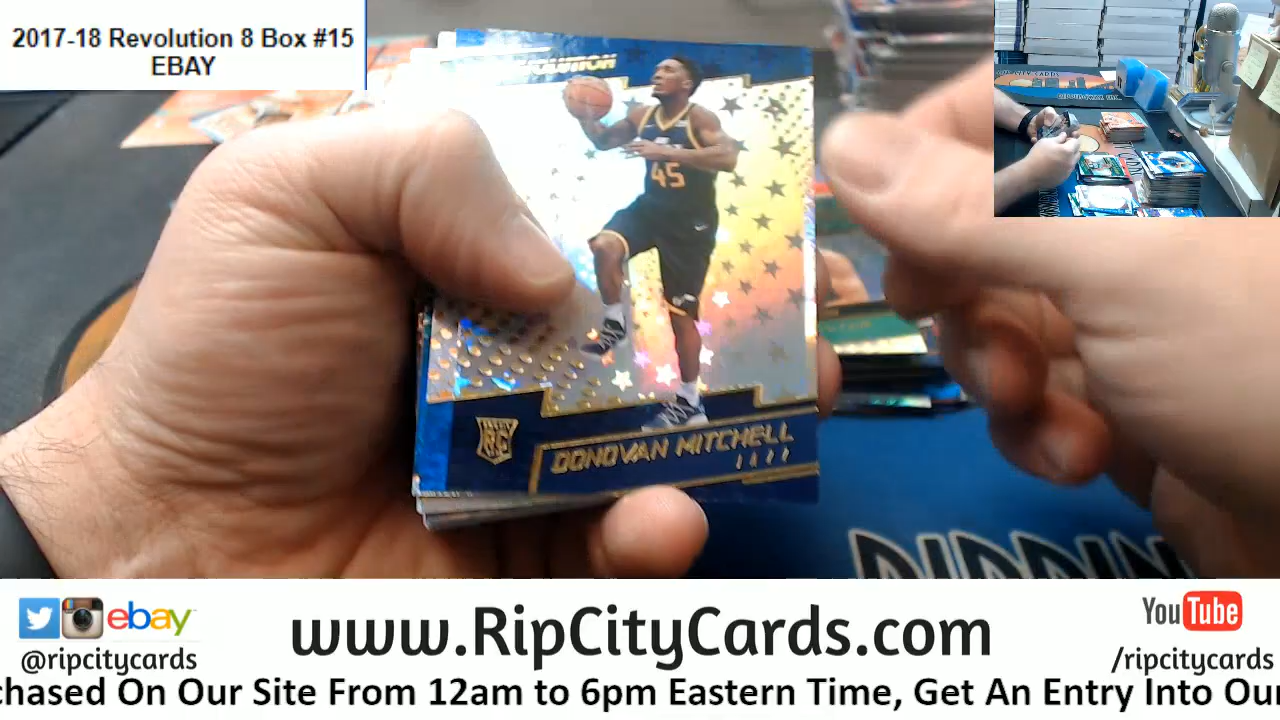 2017-18 Revolution 8 Box #15
EBAY
45
RC
DONOVAN MITCHELL
ebay
@ripcitycards
www.RipCityCards.com
YouTube
/ripcitycards
chased On Our Site From 12am to 6pm Eastern Time, Get An Entry Into Our